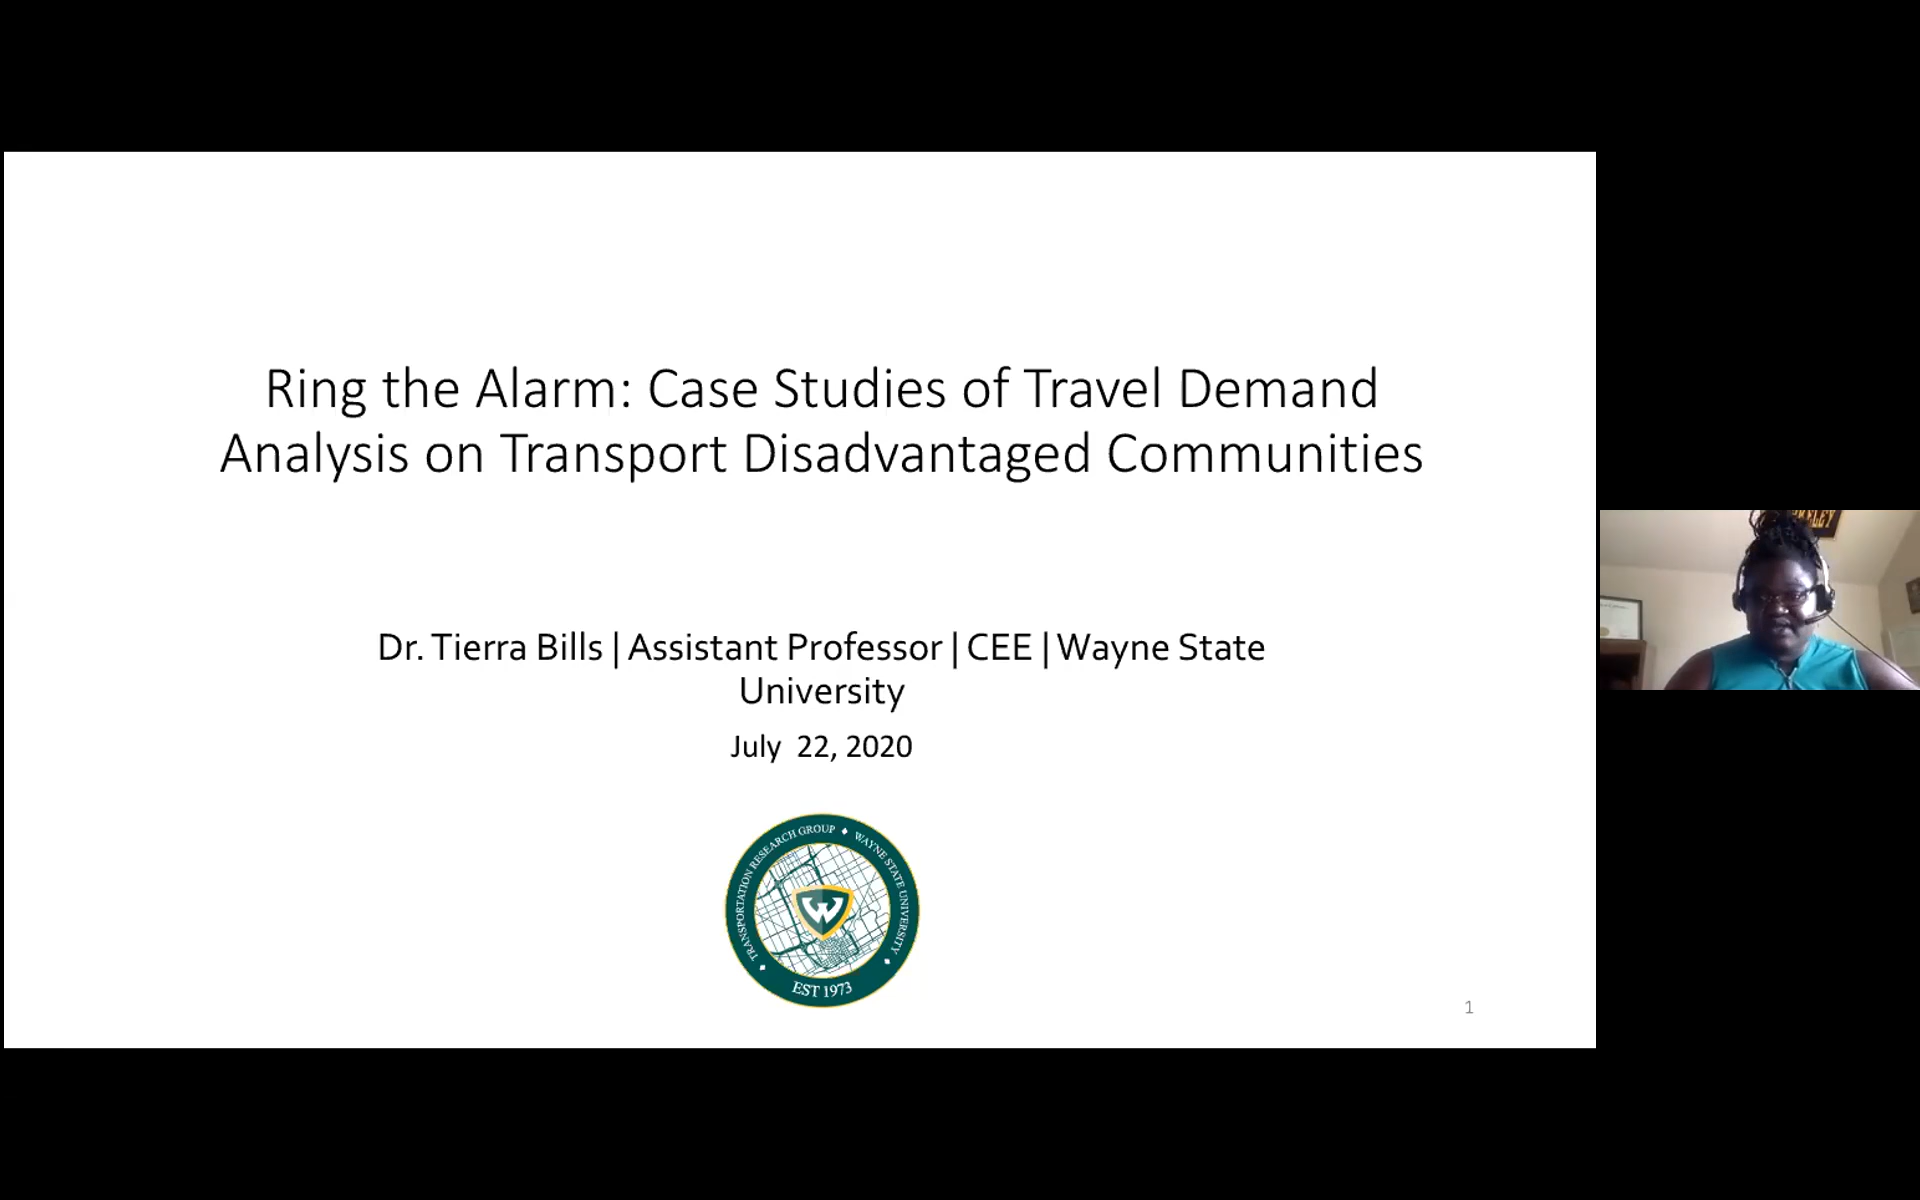 Ring the Alarm: Case Studies of Travel Demand
Analysis on Transport Disadvantaged Communities
Dr. Tierra Bills | Assistant Professor | CEE | Wayne State
University
July 22, 2020
TRANSPORTATION RESEARCH GROUP ♦ WAYNE STATE UNIVERSITY ♦
W
EST 1973 ♦
1